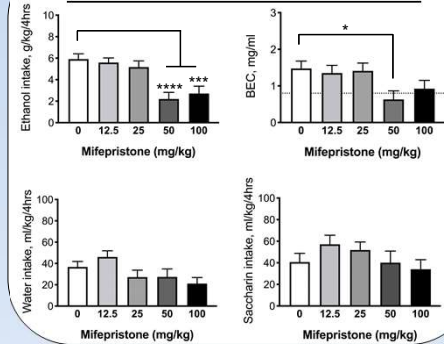 Ethanol intake, g/kg/4hrs
10
8
6
4
2
0
****
***
0 12.5 25 50 100
Mifepristone (mg/kg)
BEC, mg/ml
3
2
1
0
*
0 12.5 25 50 100
Mifepristone (mg/kg)
Water intake, ml/kg/4hrs
100
80
60
40
20
0
0 12.5 25 50 100
Mifepristone (mg/kg)
Saccharin intake, ml/kg/4hrs
100
80
60
40
20
0
0 12.5 25 50 100
Mifepristone (mg/kg)